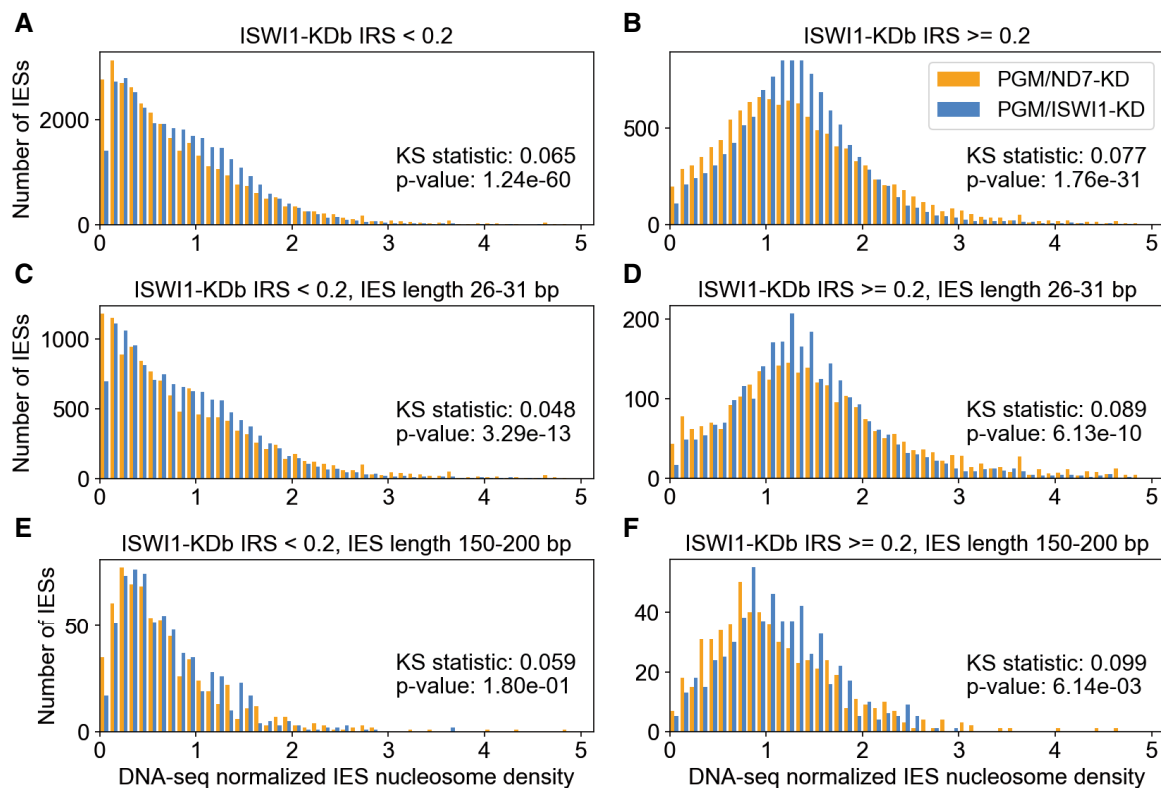 A
ISWI1-KDb IRS < 0.2
Number of IESs
2000
0
KS statistic: 0.065
p-value: 1.24e-60
0 1 2 3 4 5
B
ISWI1-KDb IRS >= 0.2
PGM/ND7-KD
PGM/ISWI1-KD
500
0
KS statistic: 0.077
p-value: 1.76e-31
0 1 2 3 4 5
C
ISWI1-KDb IRS < 0.2, IES length 26-31 bp
Number of IESs
1000
500
0
KS statistic: 0.048
p-value: 3.29e-13
0 1 2 3 4 5
D
ISWI1-KDb IRS >= 0.2, IES length 26-31 bp
200
100
0
KS statistic: 0.089
p-value: 6.13e-10
0 1 2 3 4 5
E
ISWI1-KDb IRS < 0.2, IES length 150-200 bp
Number of IESs
50
0
KS statistic: 0.059
p-value: 1.80e-01
0 1 2 3 4 5
DNA-seq normalized IES nucleosome density
F
ISWI1-KDb IRS >= 0.2, IES length 150-200 bp
40
20
0
KS statistic: 0.099
p-value: 6.14e-03
0 1 2 3 4 5
DNA-seq normalized IES nucleosome density